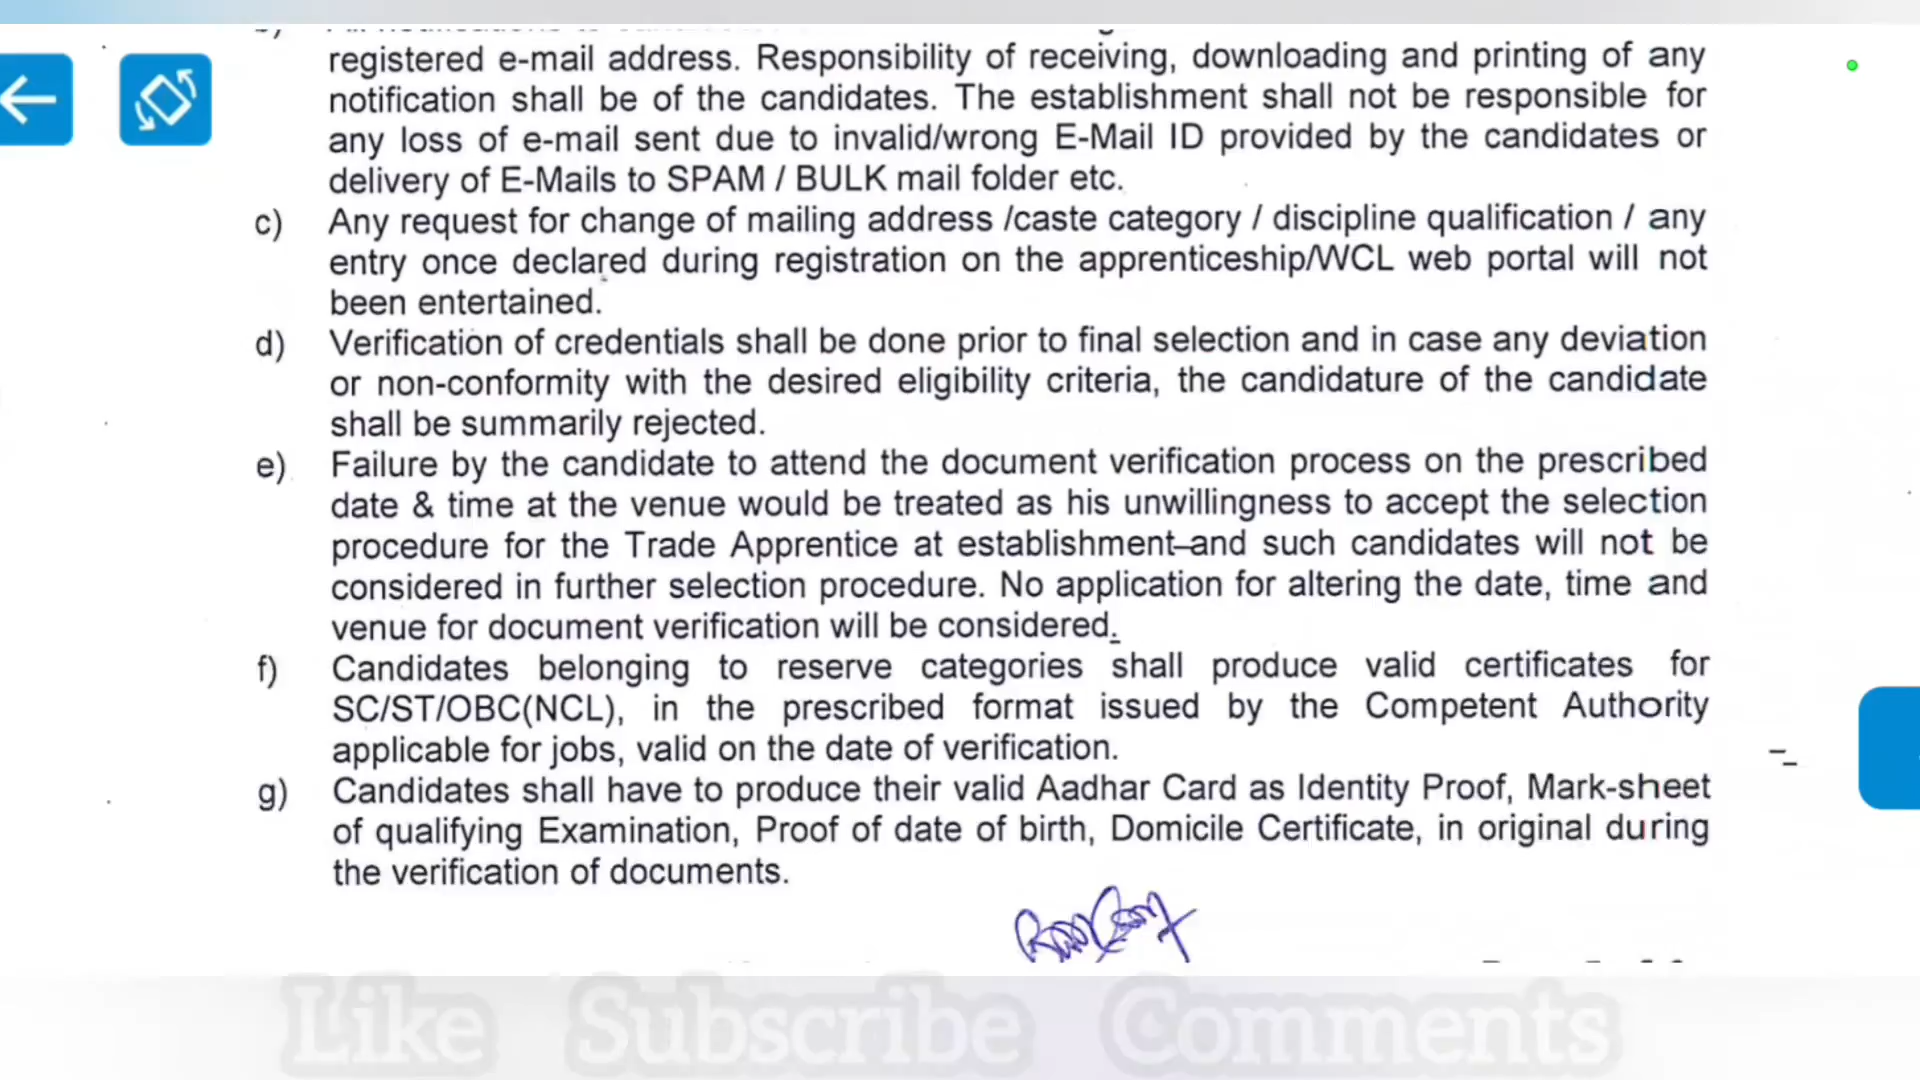 registered e-mail address. Responsibility of receiving, downloading and printing of any
notification shall be of the candidates. The establishment shall not be responsible for
any loss of e-mail sent due to invalid/wrong E-Mail ID provided by the candidates or
delivery of E-Mails to SPAM / BULK mail folder etc.
c) Any request for change of mailing address /caste category / discipline qualification / any
entry once declared during registration on the apprenticeship/WCL web portal will not
been entertained.
d) Verification of credentials shall be done prior to final selection and in case any deviation
or non-conformity with the desired eligibility criteria, the candidature of the candidate
shall be summarily rejected.
e) Failure by the candidate to attend the document verification process on the prescribed
date & time at the venue would be treated as his unwillingness to accept the selection
procedure for the Trade Apprentice at establishment-and such candidates will not be
considered in further selection procedure. No application for altering the date, time and
venue for document verification will be considered.
f) Candidates belonging to reserve categories shall produce valid certificates for
SC/ST/OBC(NCL), in the prescribed format issued by the Competent Authority
applicable for jobs, valid on the date of verification.
g) Candidates shall have to produce their valid Aadhar Card as Identity Proof, Mark-sheet
of qualifying Examination, Proof of date of birth, Domicile Certificate, in original during
the verification of documents.
Like Subscribe Comments